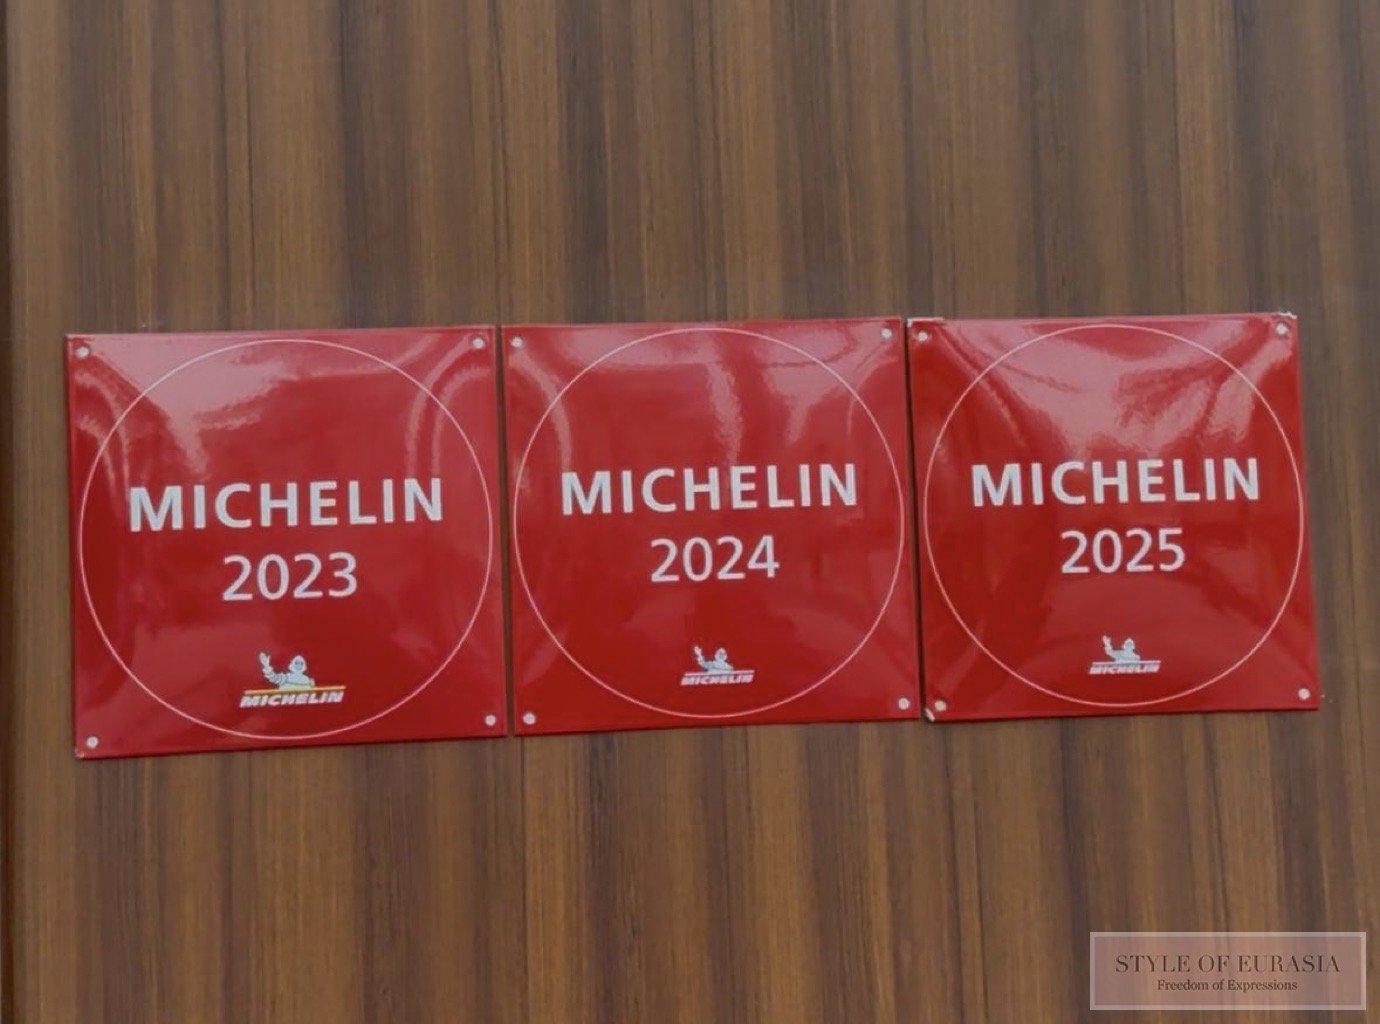 MICHELIN
2023
MICHELIN
MICHELIN
2024
MICHELIN
MICHELIN
2025
MICHELIN
STYLE OF EURASIA
Freedom of Expressions